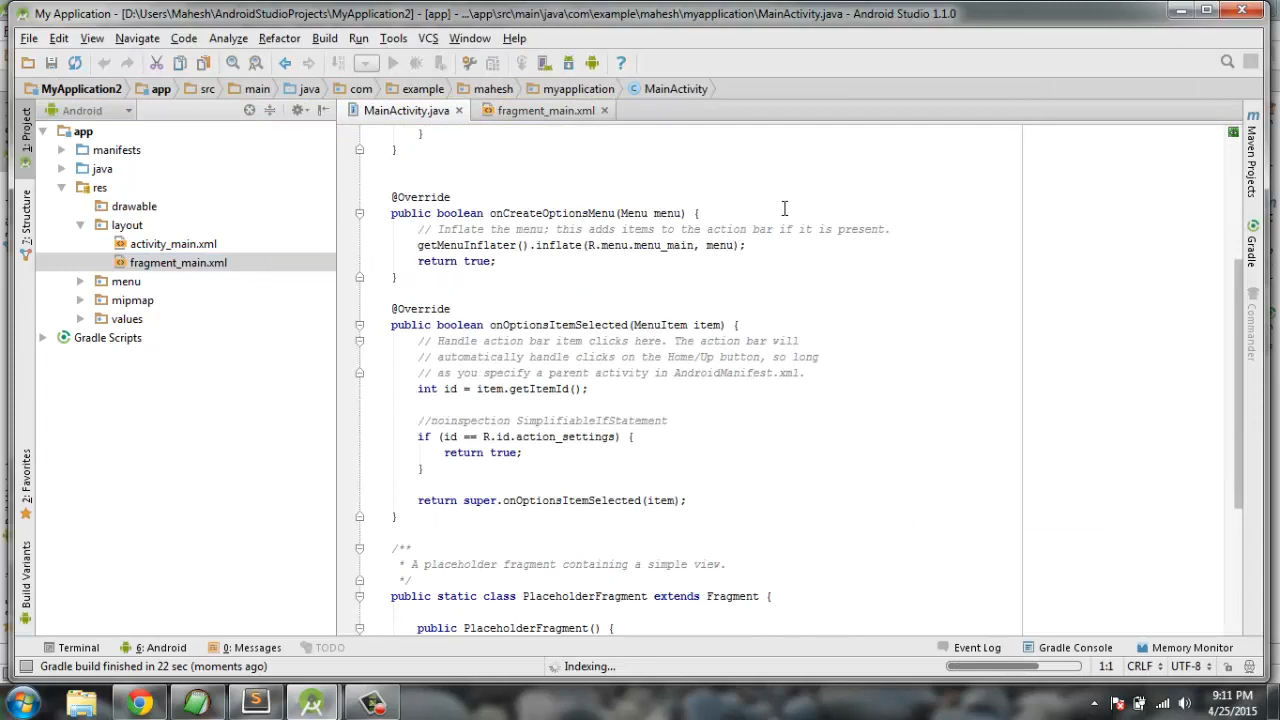 My Application - [D:\Users\Mahesh\AndroidStudioProjects\MyApplication2] - [app] - ...\app\src\main\java\com\example\mahesh\myapplication\MainActivity.java - Android Studio 1.1.0
File Edit View Navigate Code Analyze Refactor Build Run Tools VCS Window Help
MyApplication2 app src main java com example mahesh myapplication MainActivity
Android
MainActivity.java
fragment_main.xml
1: Project
7: Structure
2: Favorites
Build Variants
app
manifests
java
res
drawable
layout
activity_main.xml
fragment_main.xml
menu
mipmap
values
Gradle Scripts
}
}
@Override
public boolean onCreateOptionsMenu(Menu menu) {
// Inflate the menu; this adds items to the action bar if it is present.
getMenuInflater().inflate(R.menu.menu_main, menu);
return true;
}
@Override
public boolean onOptionsItemSelected(MenuItem item) {
// Handle action bar item clicks here. The action bar will
// automatically handle clicks on the Home/Up button, so long
// as you specify a parent activity in AndroidManifest.xml.
int id = item.getItemId();
//noinspection SimplifiableIfStatement
if (id == R.id.action_settings) {
return true;
}
return super.onOptionsItemSelected(item);
}
/**
* A placeholder fragment containing a simple view.
*/
public static class PlaceholderFragment extends Fragment {
public PlaceholderFragment() {
Maven Projects
Gradle
Commander
Terminal 6: Android 0: Messages TODO Event Log Gradle Console Memory Monitor
Gradle build finished in 22 sec (moments ago) Indexing... 1:1 CRLF UTF-8
9:11 PM
4/25/2015